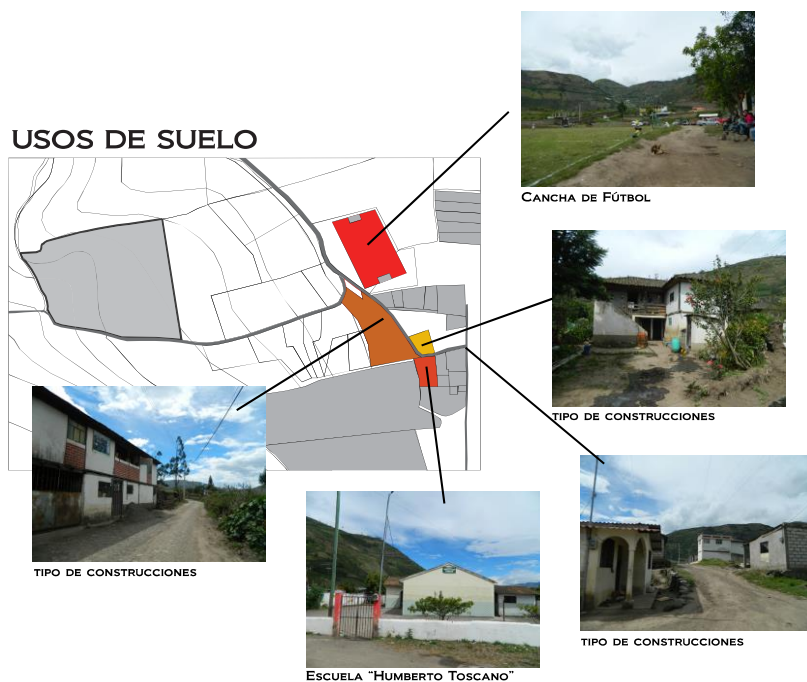 USOS DE SUELO
CANCHA DE FÚTBOL
TIPO DE CONSTRUCCIONES
TIPO DE CONSTRUCCIONES
TIPO DE CONSTRUCCIONES
ESCUELA “HUMBERTO TOSCANO”